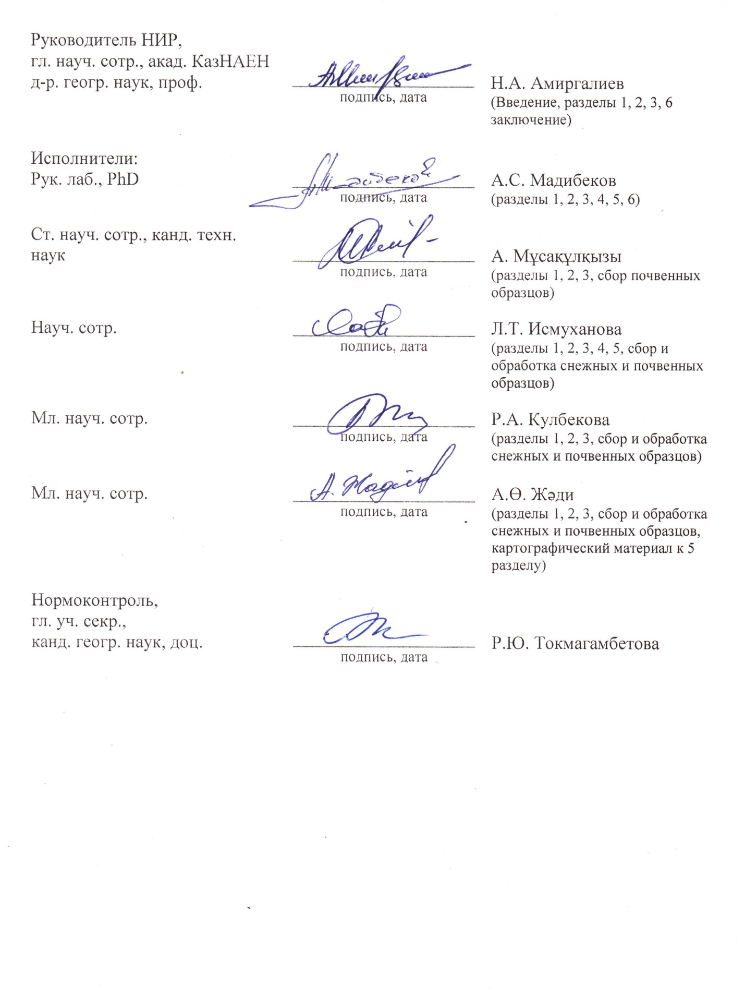 Руководитель НИР,
гл. науч. сотр., акад. КазНАЕН
д-р. геогр. наук, проф.
подпись, дата
Н.А. Амиргалиев
(Введение, разделы 1, 2, 3, 6
заключение)
Исполнители:
Рук. лаб., PhD
подпись, дата
А.С. Мадибеков
(разделы 1, 2, 3, 4, 5, 6)
Ст. науч. сотр., канд. техн.
наук
подпись, дата
А. Мұсақұлқызы
(разделы 1, 2, 3, сбор почвенных
образцов)
Науч. сотр.
подпись, дата
Л.Т. Исмуханова
(разделы 1, 2, 3, 4, 5, сбор и
обработка снежных и почвенных
образцов)
Мл. науч. сотр.
подпись, дата
Р.А. Кулбекова
(разделы 1, 2, 3, сбор и обработка
снежных и почвенных образцов)
Мл. науч. сотр.
подпись, дата
А.Ө. Жәди
(разделы 1, 2, 3, сбор и обработка
снежных и почвенных образцов,
картографический материал к 5
разделу)
Нормоконтроль,
гл. уч. секр.,
канд. геогр. наук, доц.
подпись, дата
Р.Ю. Токмагамбетова